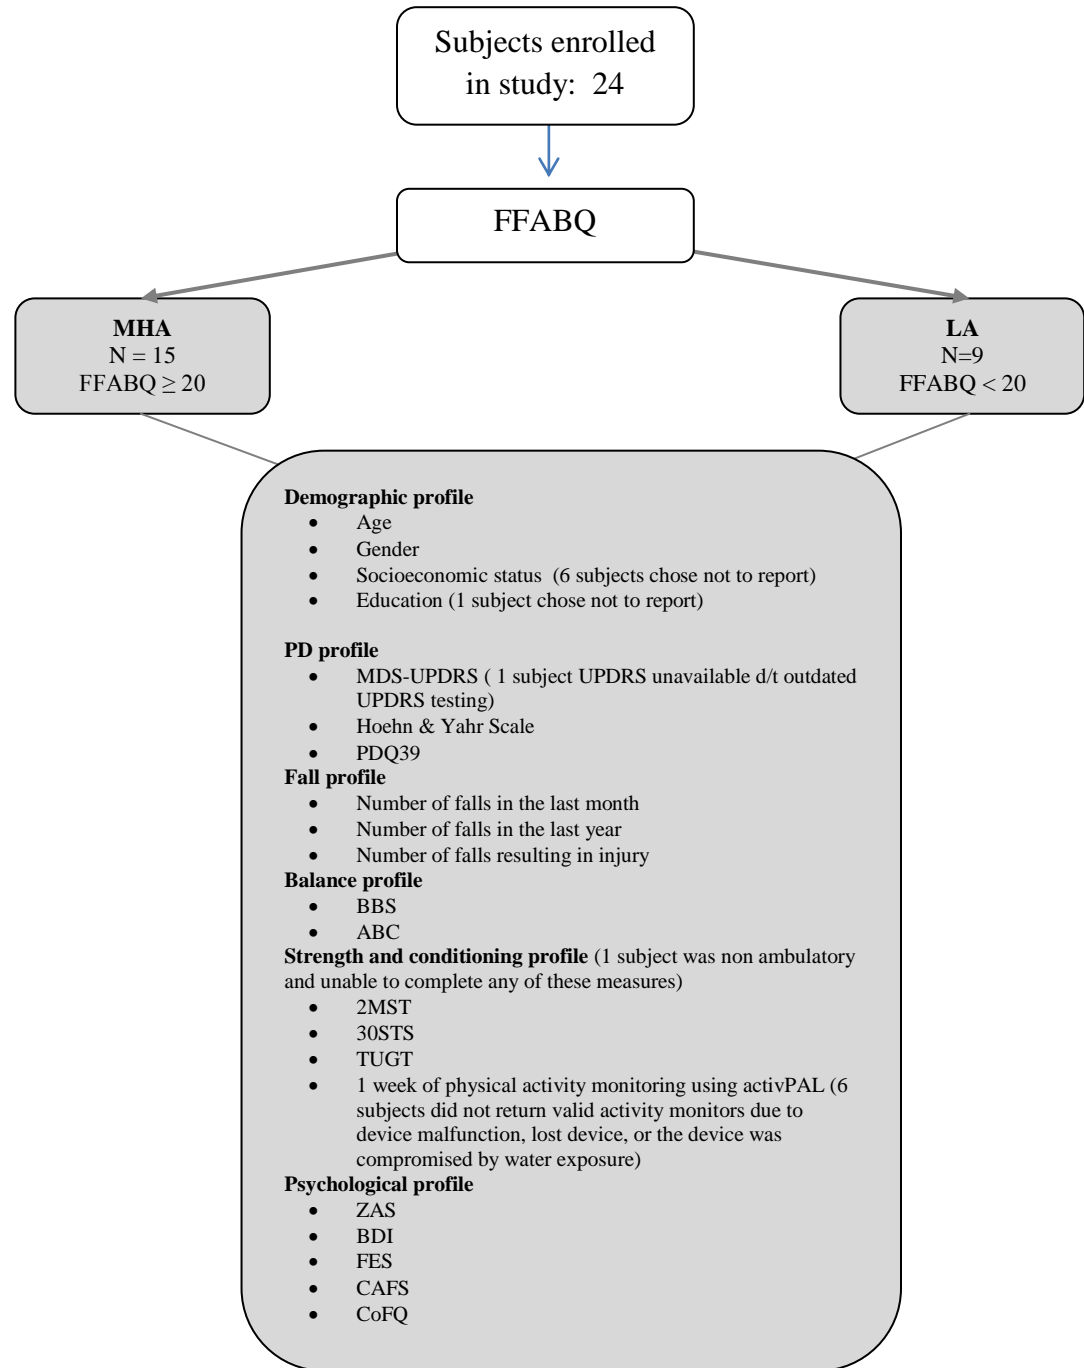 Subjects enrolled
in study:  24
FFABQ
MHA
N = 15
FFABQ ≥ 20
LA
N=9
FFABQ < 20
Demographic profile
• Age
• Gender
• Socioeconomic status  (6 subjects chose not to report)
• Education (1 subject chose not to report)
PD profile
• MDS-UPDRS ( 1 subject UPDRS unavailable d/t outdated
UPDRS testing)
• Hoehn & Yahr Scale
• PDQ39
Fall profile
• Number of falls in the last month
• Number of falls in the last year
• Number of falls resulting in injury
Balance profile
• BBS
• ABC
Strength and conditioning profile (1 subject was non ambulatory
and unable to complete any of these measures)
• 2MST
• 30STS
• TUGT
• 1 week of physical activity monitoring using activPAL (6
subjects did not return valid activity monitors due to
device malfunction, lost device, or the device was
compromised by water exposure)
Psychological profile
• ZAS
• BDI
• FES
• CAFS
• CoFQ